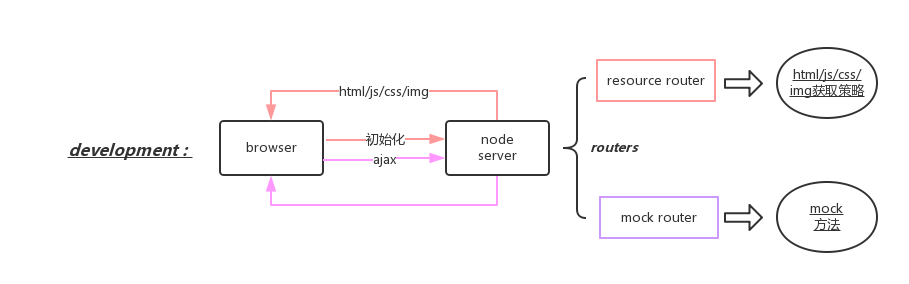 development：
html/js/css/img
browser
初始化
ajax
node
server
routers
resource router
html/js/css/
img获取策略
mock router
mock
方法